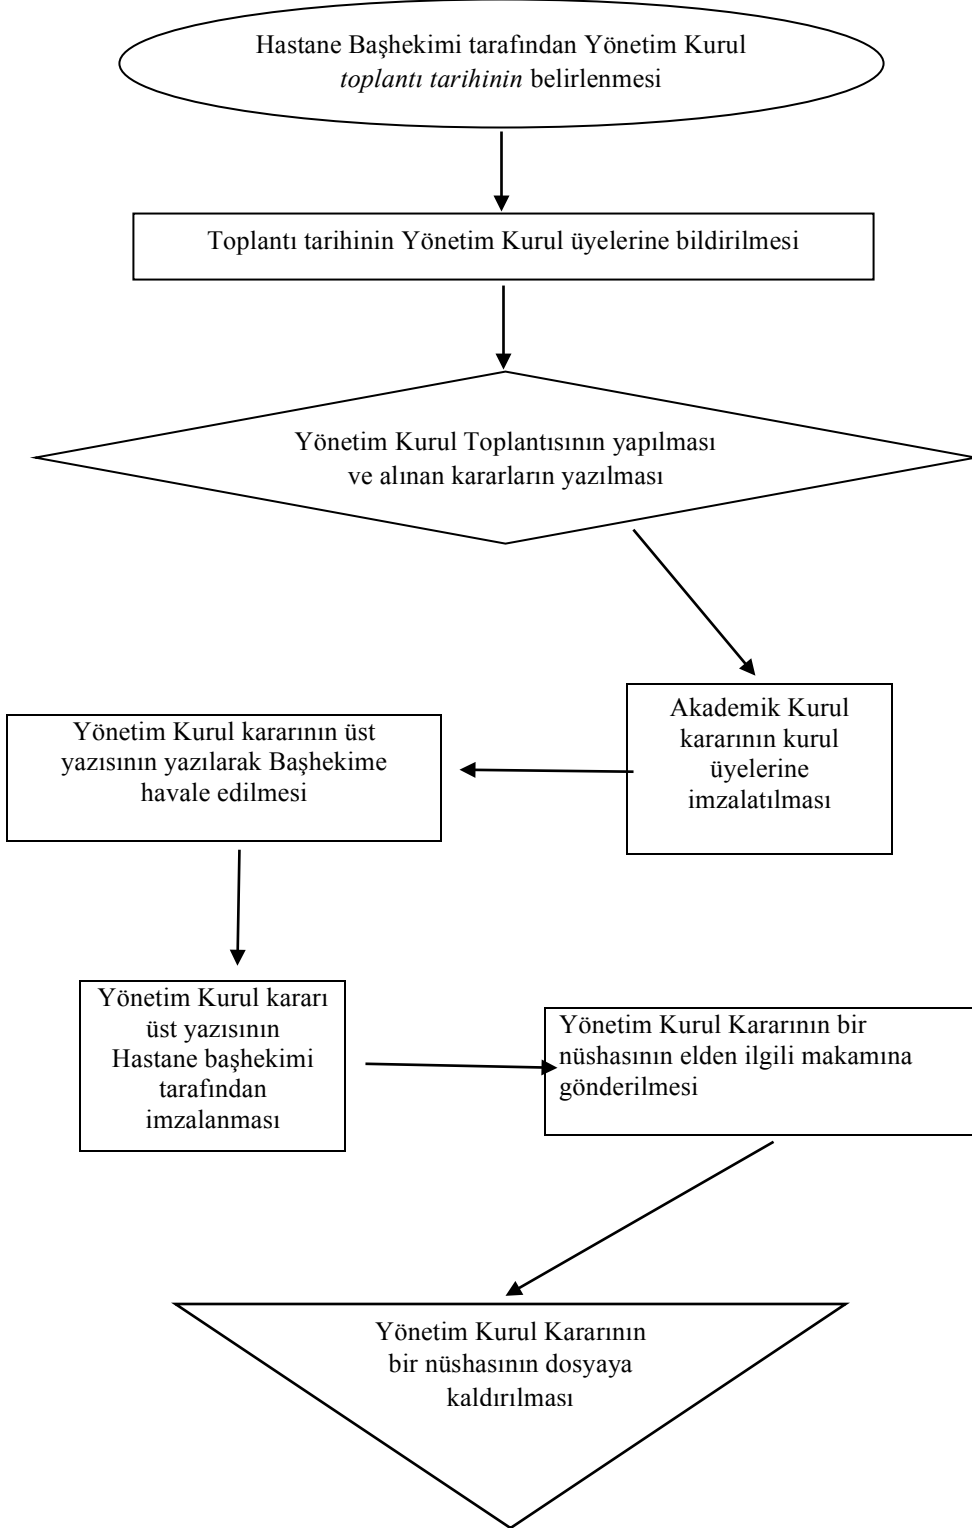 Hastane Başhekimi tarafından Yönetim Kurul
toplantı tarihinin belirlenmesi
Toplantı tarihinin Yönetim Kurul üyelerine bildirilmesi
Yönetim Kurul Toplantısının yapılması
ve alınan kararların yazılması
Akademik Kurul
kararının kurul
üyelerine
imzalatılması
Yönetim Kurul kararının üst
yazısının yazılarak Başhekime
havale edilmesi
Yönetim Kurul kararı
üst yazısının
Hastane başhekimi
tarafından
imzalanması
Yönetim Kurul Kararının bir
nüshasının elden ilgili makamına
gönderilmesi
Yönetim Kurul Kararının
bir nüshasının dosyaya
kaldırılması